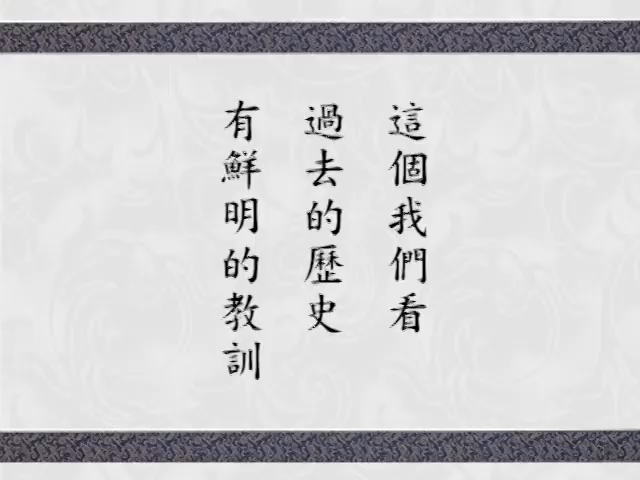 這個我們看
過去的歷史
有鮮明的教訓